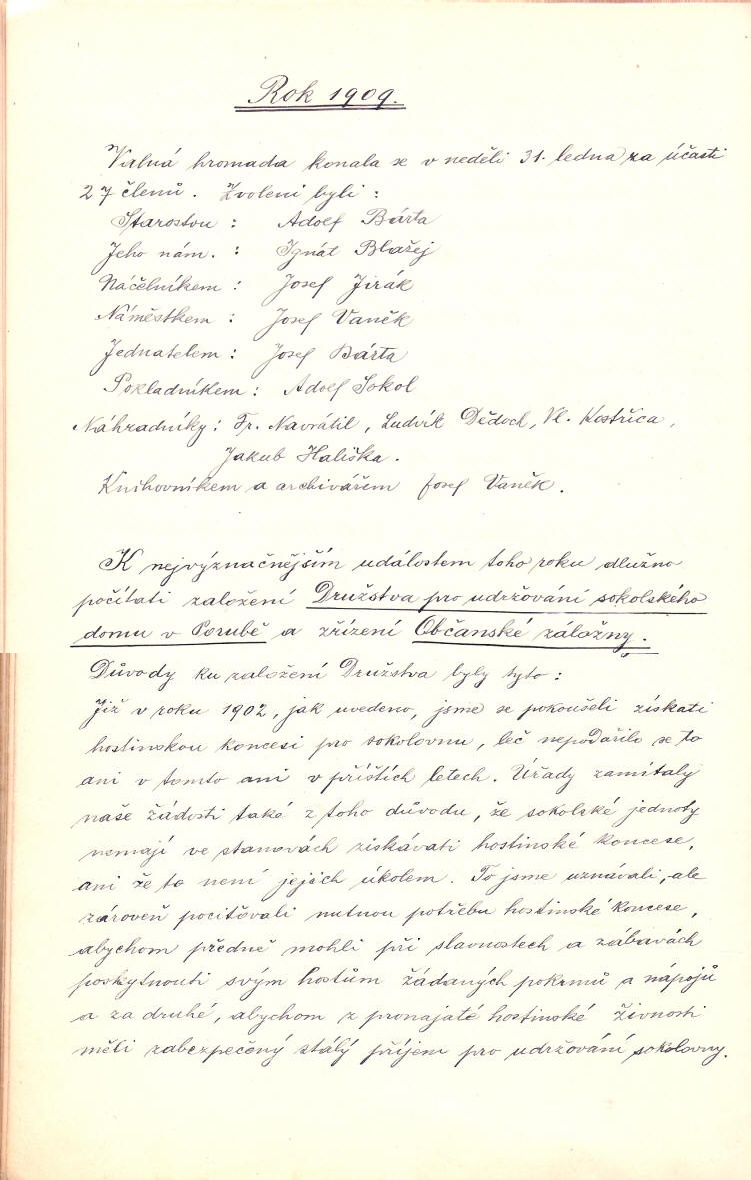 Rok 1909.
Valná hromada konala se v neděli 31. ledna za účasti
27 členů. Zvoleni byli :
Starostou : Adolf Bárta
Jeho nám. : Ignát Blažej
Náčelníkem : Josef Jirák
Náměstkem : Josef Vaněk
Jednatelem : Josef Bárta
Pokladníkem : Adolf Sokol
Náhradníky : Fr. Navrátil, Ludvík Dědoch, Vl. Kostřica,
Jakub Hališka.
Knihovníkem a archivářem Josef Vaněk.
K nejvýznačnějším událostem toho roku dlužno
počítati založení Družstva pro udržování sokolského
domu v Porubě a zřízení Občanské záložny.
Důvody ku založení Družstva byly tyto :
Již v roku 1902, jak uvedeno, jsme se pokoušeli získati
hostinskou koncesi pro sokolovnu, leč nepodařilo se to
ani v tomto ani v příštích letech. Úřady zamítaly
naše žádosti také z toho důvodu, že sokolské jednoty
nemají ve stanovách získávati hostinské koncese,
ani že to není jejich úkolem. To jsme uznávali, ale
zároveň pociťovali nutnou potřebu hostinské koncese,
abychom předně mohli při slavnostech a zábavách
poskytnouti svým hostům žádaných pokrmů a nápojů
a za druhé, abychom z pronajaté hostinské živnosti
měli zabezpečený stálý příjem pro udržování sokolovny.